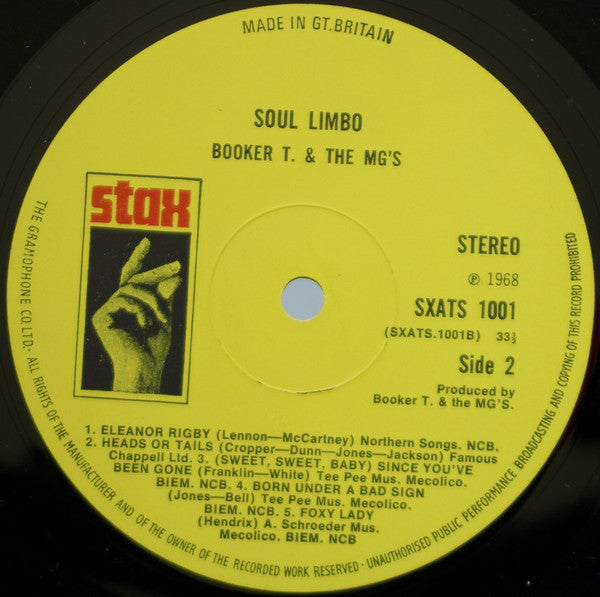 MADE IN GT.BRITAIN
SOUL LIMBO
BOOKER T. & THE MG'S
stax
STEREO
℗ 1968
SXATS 1001
(SXATS.1001B) 33⅓
Side 2
Produced by
Booker T. & the MG'S.
1. ELEANOR RIGBY (Lennon—McCartney) Northern Songs. NCB.
2. HEADS OR TAILS (Cropper—Dunn—Jones—Jackson) Famous
Chappell Ltd. 3. (SWEET, SWEET, BABY) SINCE YOU'VE
BEEN GONE (Franklin—White) Tee Pee Mus. Mecolico.
BIEM. NCB. 4. BORN UNDER A BAD SIGN
(Jones—Bell) Tee Pee Mus. Mecolico.
BIEM. NCB. 5. FOXY LADY
(Hendrix) A. Schroeder Mus.
Mecolico. BIEM. NCB
THE GRAMOPHONE CO LTD. · ALL RIGHTS OF THE MANUFACTURER AND OF THE OWNER OF THE RECORDED WORK RESERVED · UNAUTHORISED PUBLIC PERFORMANCE BROADCASTING AND COPYING OF THIS RECORD PROHIBITED